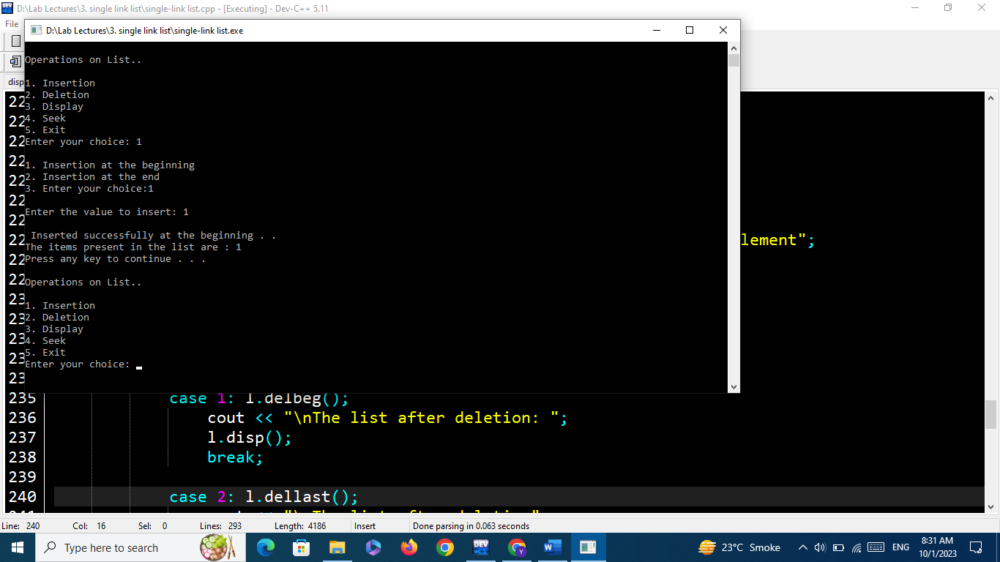 D:\Lab Lectures\3. single link list\single-link list.cpp - [Executing] - Dev-C++ 5.11
File
D:\Lab Lectures\3. single link list\single-link list.exe
Operations on List..
1. Insertion
2. Deletion
3. Display
4. Seek
5. Exit
Enter your choice: 1
1. Insertion at the beginning
2. Insertion at the end
3. Enter your choice:1
Enter the value to insert: 1
Inserted successfully at the beginning . .
The items present in the list are : 1
Press any key to continue . . .
Operations on List..
1. Insertion
2. Deletion
3. Display
4. Seek
5. Exit
Enter your choice:
disp
22
22
22
22
22
22
22
22 lement";
22
22
23
23
23
23
23
235 case 1: l.delbeg();
236 cout << "\nThe list after deletion: ";
237 l.disp();
238 break;
239
240 case 2: l.dellast();
Line: 240 Col: 16 Sel: 0 Lines: 293 Length: 4186 Insert Done parsing in 0.063 seconds
Type here to search
DEV
W
23°C Smoke
ENG
8:31 AM
10/1/2023